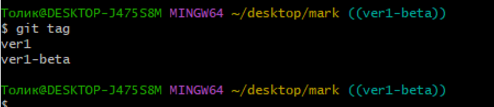 Толик@DESKTOP-J475S8M MINGW64 ~/desktop/mark ((ver1-beta))
$ git tag
ver1
ver1-beta
Толик@DESKTOP-J475S8M MINGW64 ~/desktop/mark ((ver1-beta))
$